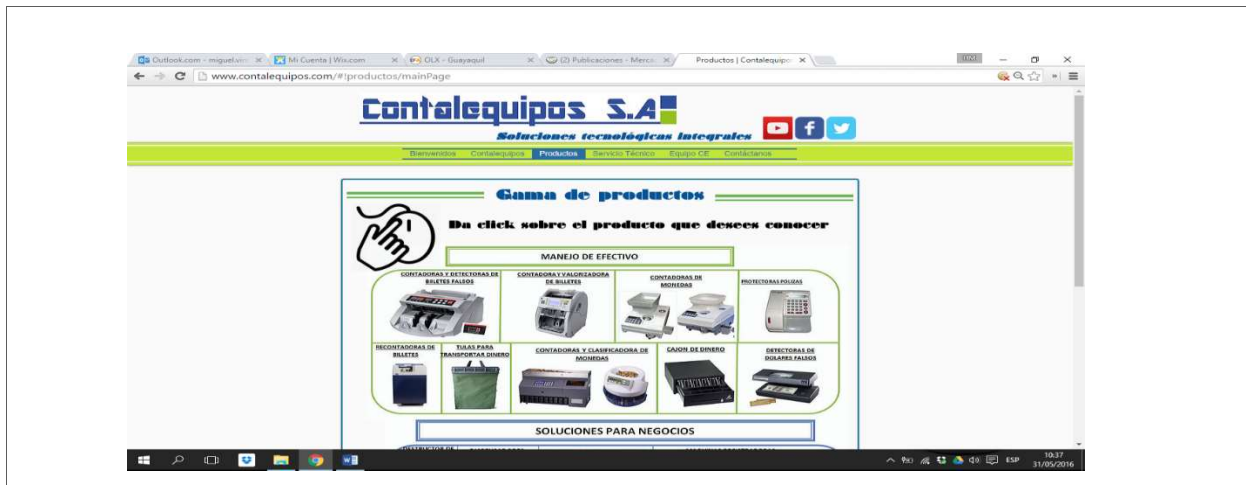 Outlook.com - miguel.vin
Mi Cuenta | Wix.com
OLX - Guayaquil
(2) Publicaciones - Merca
Productos | Contalequipo
www.contalequipos.com/#!productos/mainPage
Contalequipos S.A
Soluciones tecnológicas integrales
Bienvenidos Contalequipos Productos Servicio Técnico Equipo CE Contáctanos
Gama de productos
Da click sobre el producto que desees conocer
MANEJO DE EFECTIVO
CONTADORAS Y DETECTORAS DE
BILLETES FALSOS
CONTADORA Y VALORIZADORA
DE BILLETES
CONTADORAS DE
MONEDAS
PROTECTORAS POLIZAS
RECONTADORAS DE
BILLETES
TULAS PARA
TRANSPORTAR DINERO
CONTADORAS Y CLASIFICADORA DE
MONEDAS
CAJON DE DINERO
DETECTORAS DE
DOLARES FALSOS
SOLUCIONES PARA NEGOCIOS
ESP
10:37
31/05/2016